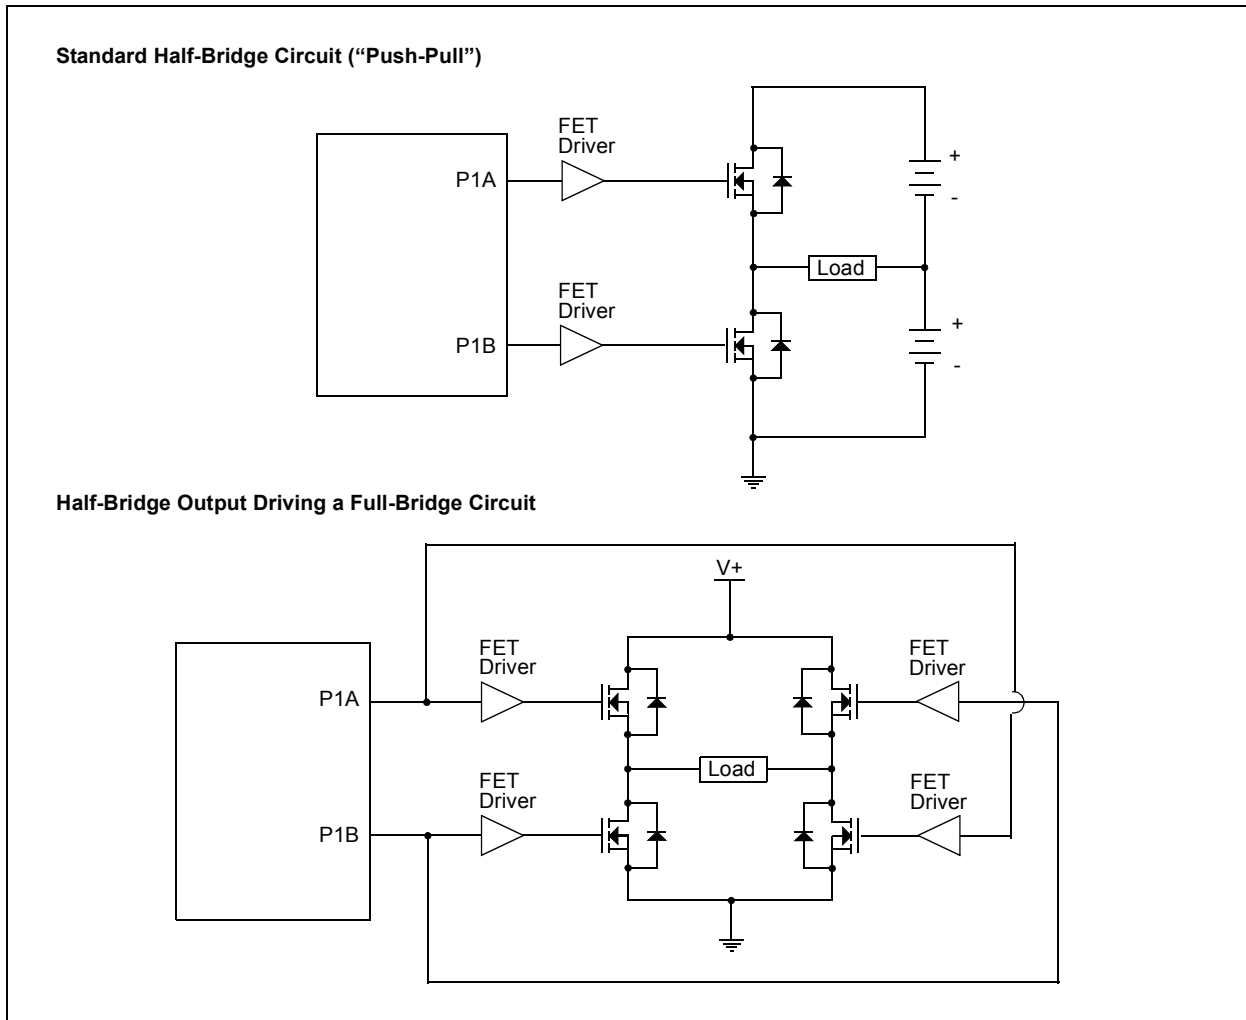 Standard Half-Bridge Circuit (“Push-Pull”)
FET
Driver
P1A
+
-
Load
FET
Driver
P1B
+
-
Half-Bridge Output Driving a Full-Bridge Circuit
V+
FET
Driver
FET
Driver
P1A
Load
FET
Driver
FET
Driver
P1B